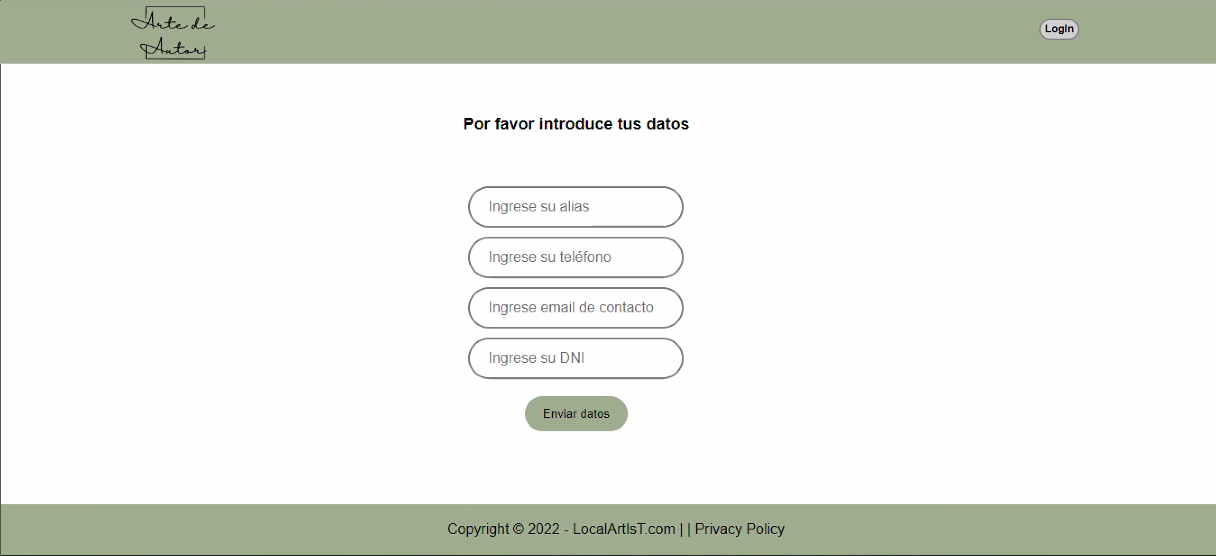 Arte de
Autor
LogIn
Por favor introduce tus datos
Ingrese su alias
Ingrese su teléfono
Ingrese email de contacto
Ingrese su DNI
Enviar datos
Copyright © 2022 - LocalArtIsT.com | | Privacy Policy